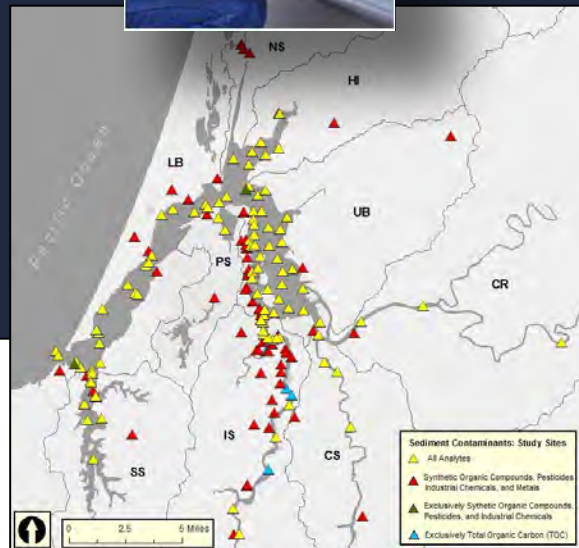 NS
HI
LB
Pacific Ocean
UB
PS
CR
IS
CS
SS
Sediment Contaminants: Study Sites
All Analytes
Synthetic Organic Compounds, Pesticides
Industrial Chemicals, and Metals
Exclusively Sythetic Organic Compounds,
Pesticides, and Industrial Chemicals
Exclusively Total Organic Carbon (TOC)
0 2.5 5 Miles